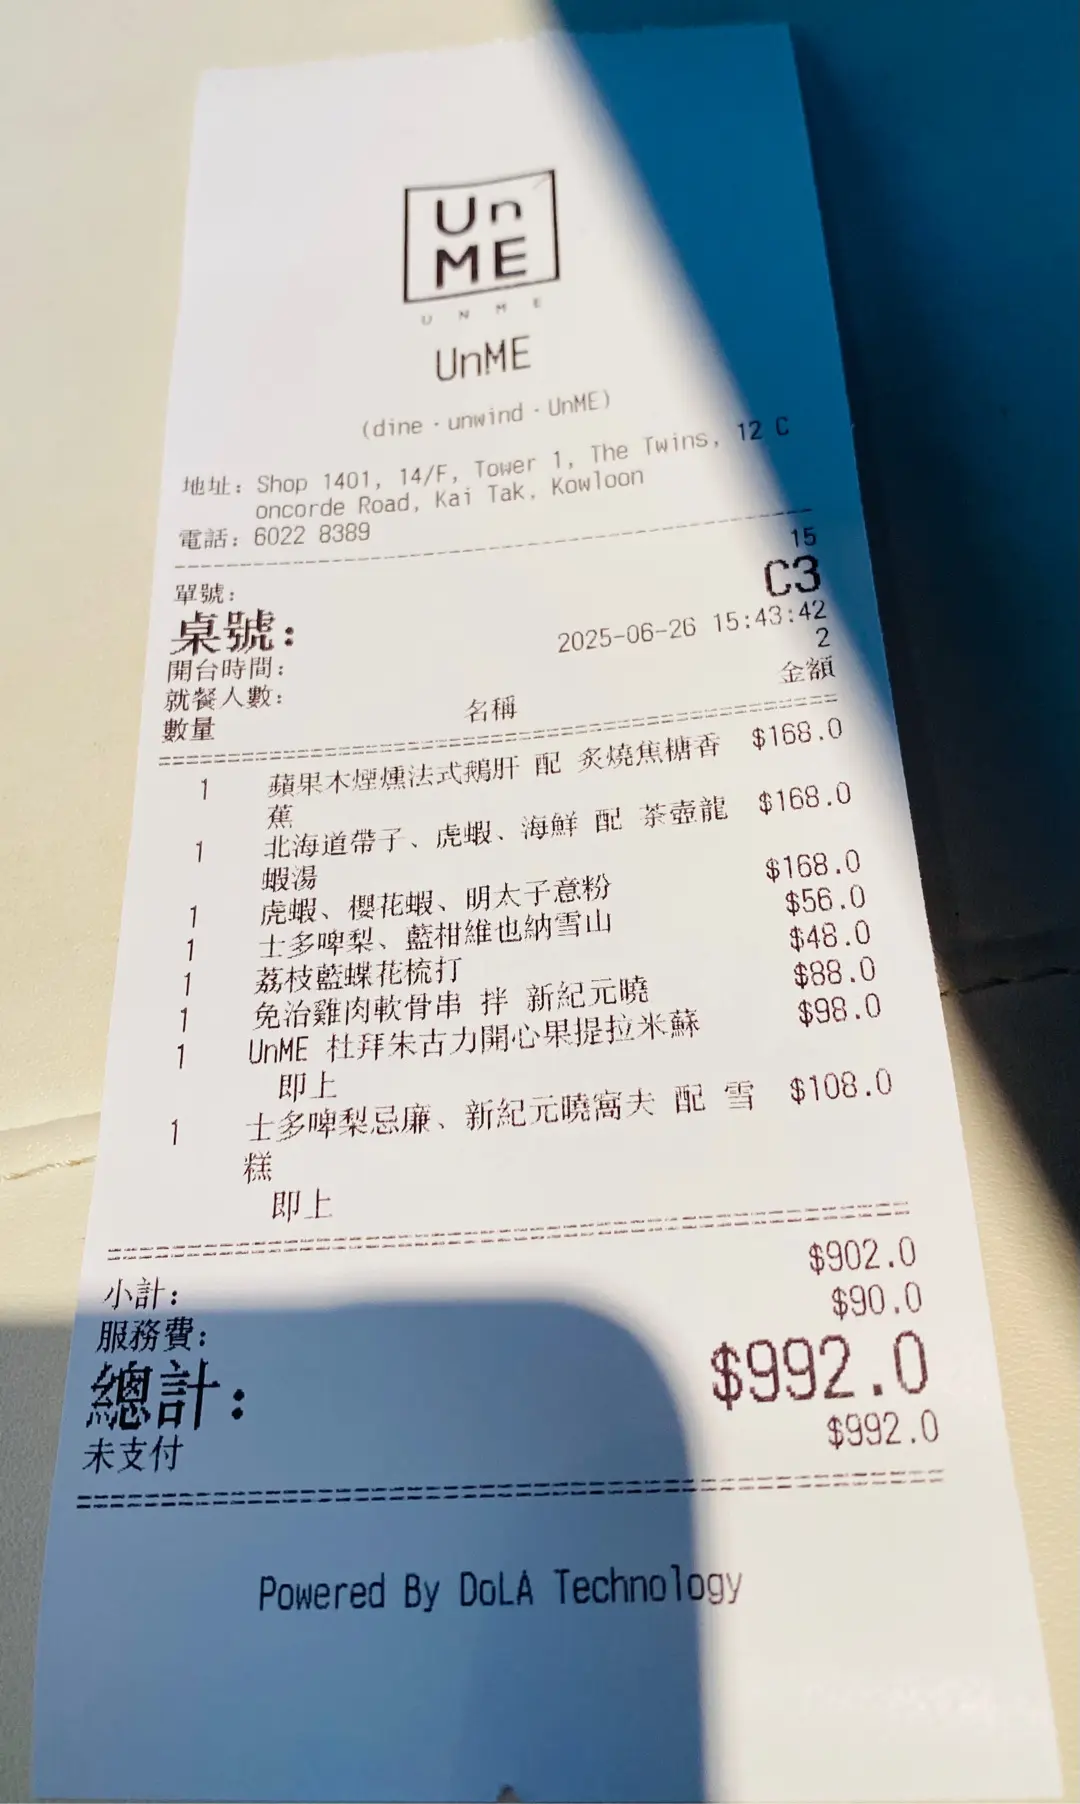 Un
ME
U N M E
UnME
(dine · unwind · UnME)
地址: Shop 1401, 14/F, Tower 1, The Twins, 12 C
oncorde Road, Kai Tak, Kowloon
電話: 6022 8389
單號: 15
桌號: C3
開台時間: 2025-06-26 15:43:42
就餐人數: 2
數量 名稱 金額
1 蘋果木煙燻法式鵝肝 配 炙燒焦糖香 $168.0
蕉
1 北海道帶子、虎蝦、海鮮 配 茶壺龍 $168.0
蝦湯
1 虎蝦、櫻花蝦、明太子意粉 $168.0
1 士多啤梨、藍柑維也納雪山 $56.0
1 荔枝藍蝶花梳打 $48.0
1 免治雞肉軟骨串 拌 新紀元曉 $88.0
1 UnME 杜拜朱古力開心果提拉米蘇 $98.0
即上
1 士多啤梨忌廉、新紀元曉窩夫 配 雪 $108.0
糕
即上
小計: $902.0
服務費: $90.0
總計: $992.0
未支付 $992.0
Powered By DoLA Technology